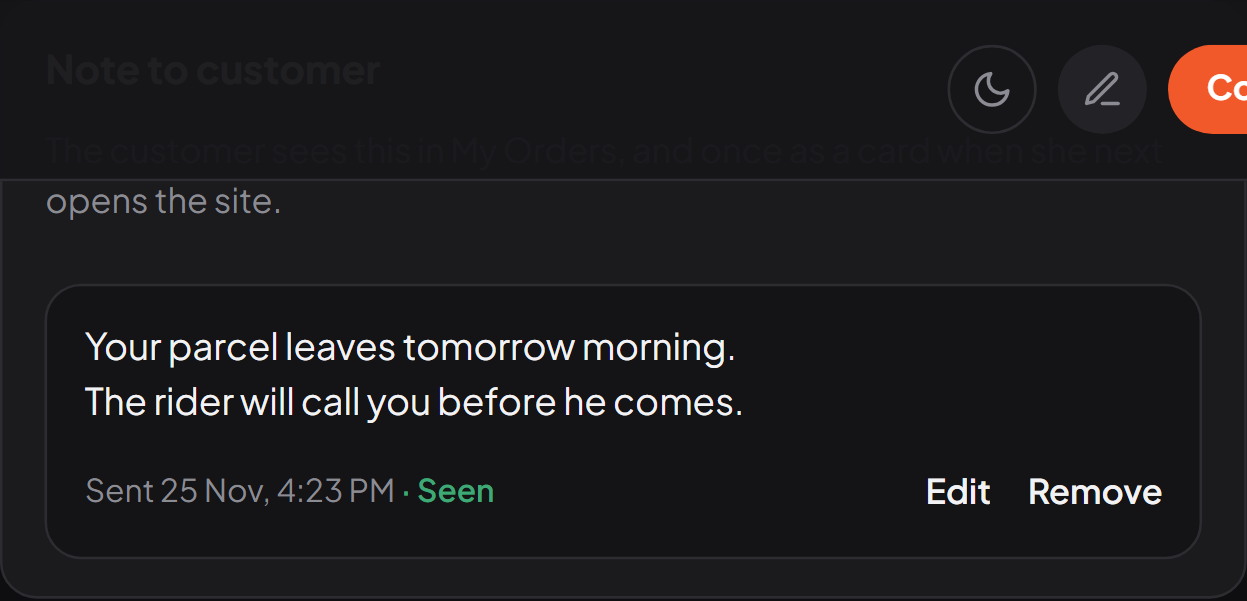 Note to customer
Co
The customer sees this in My Orders, and once as a card when she next
opens the site.
Your parcel leaves tomorrow morning.
The rider will call you before he comes.
Sent 25 Nov, 4:23 PM · Seen
Edit Remove